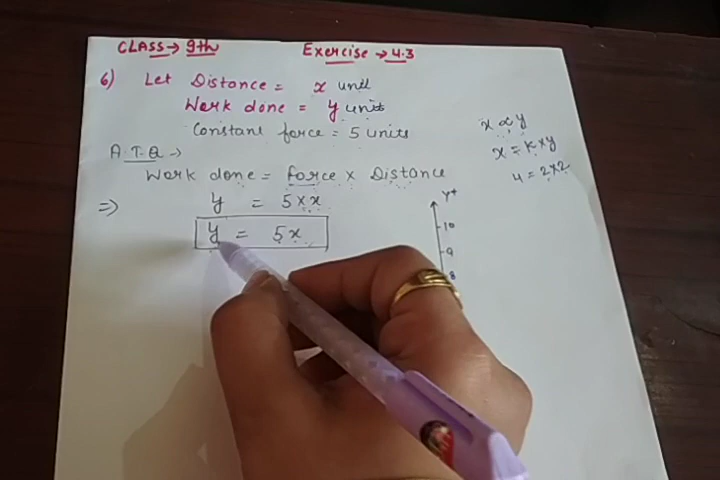 CLASS → 9th Exercise → 4.3
6) Let Distance = x unit
Work done = y units
Constant force = 5 units
A.T.Q →
Work done = force × Distance
⇒ y = 5 × x
y = 5x
x ∝ y
x = k × y
4 = 2 × 2
Y↑
10
9
8